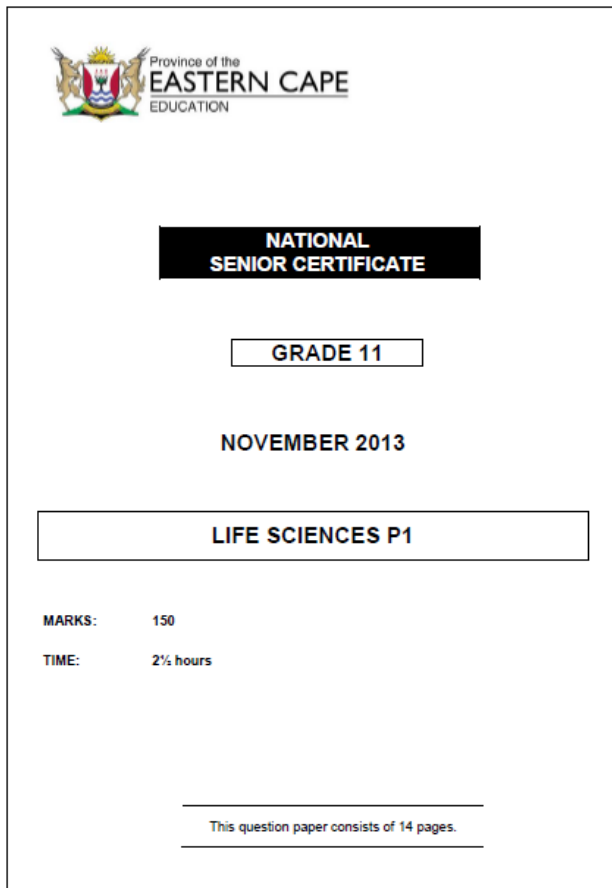 Province of the
EASTERN CAPE
EDUCATION
NATIONAL
SENIOR CERTIFICATE
GRADE 11
NOVEMBER 2013
LIFE SCIENCES P1
MARKS: 150
TIME: 2½ hours
This question paper consists of 14 pages.